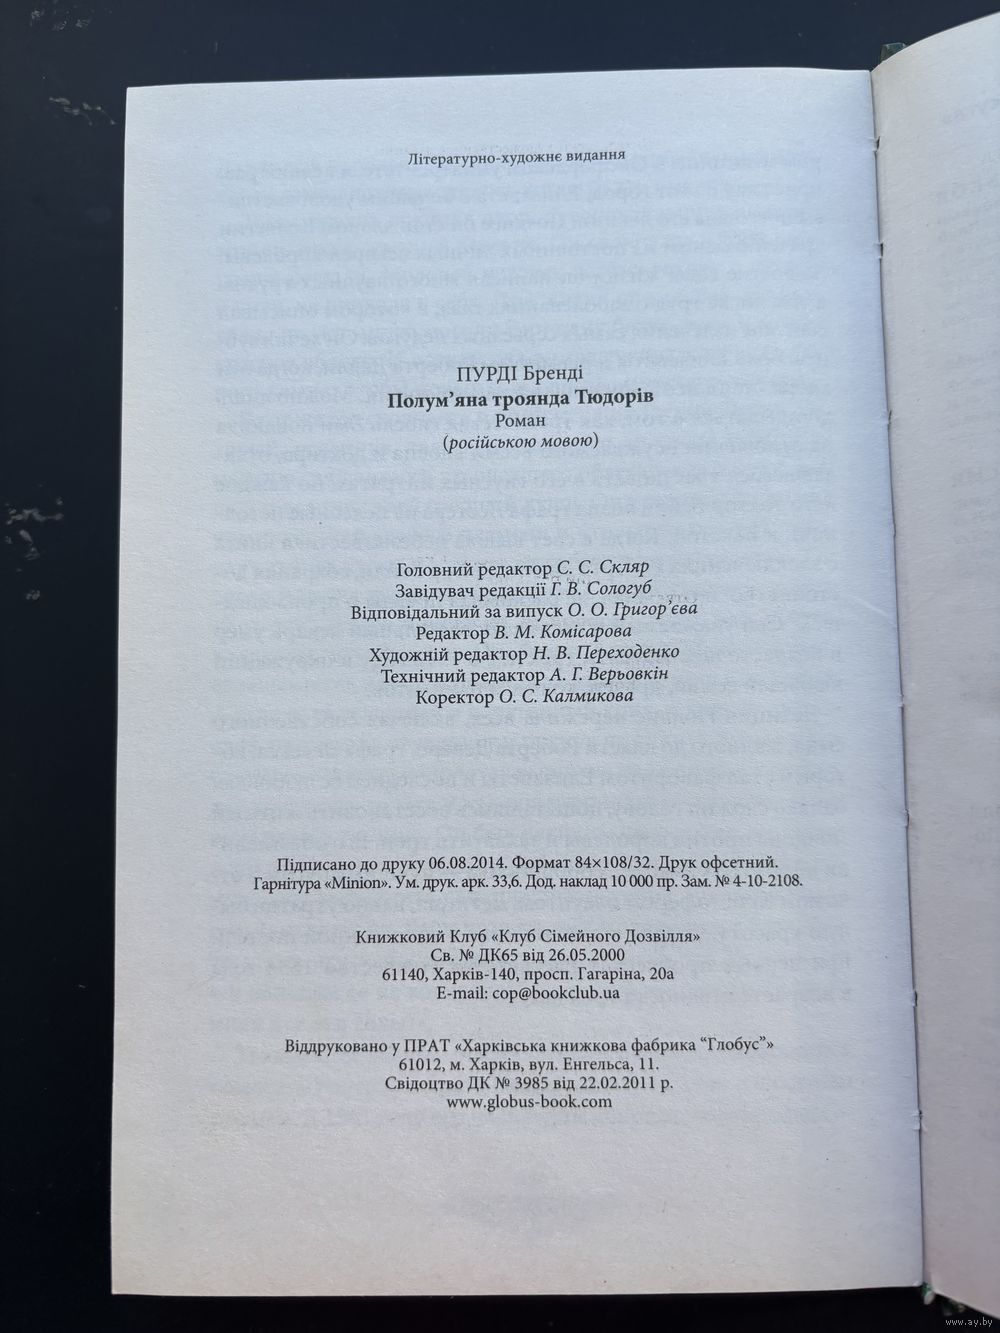 Літературно-художнє видання
ПУРДІ Бренді
Полум’яна троянда Тюдорів
Роман
(російською мовою)
Головний редактор С. С. Скляр
Завідувач редакції Г. В. Сологуб
Відповідальний за випуск О. О. Григор’єва
Редактор В. М. Комісарова
Художній редактор Н. В. Переходенко
Технічний редактор А. Г. Верьовкін
Коректор О. С. Калмикова
Підписано до друку 06.08.2014. Формат 84×108/32. Друк офсетний.
Гарнітура «Minion». Ум. друк. арк. 33,6. Дод. наклад 10 000 пр. Зам. № 4-10-2108.
Книжковий Клуб «Клуб Сімейного Дозвілля»
Св. № ДК65 від 26.05.2000
61140, Харків-140, просп. Гагаріна, 20а
E-mail: cop@bookclub.ua
Віддруковано у ПРАТ «Харківська книжкова фабрика “Глобус”»
61012, м. Харків, вул. Енгельса, 11.
Свідоцтво ДК № 3985 від 22.02.2011 р.
www.globus-book.com
www.ay.by